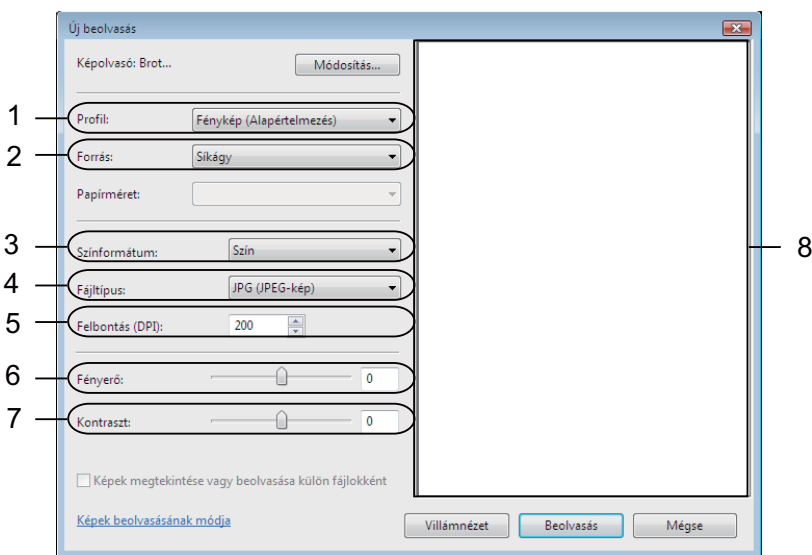 Új beolvasás
Képolvasó: Brot... Módosítás...
1 Profil: Fénykép (Alapértelmezés)
2 Forrás: Síkágy
Papírméret:
3 Színformátum: Szín
8
4 Fájltípus: JPG (JPEG-kép)
5 Felbontás (DPI): 200
6 Fényerő: 0
7 Kontraszt: 0
Képek megtekintése vagy beolvasása külön fájlokként
Képek beolvasásának módja
Villámnézet Beolvasás Mégse